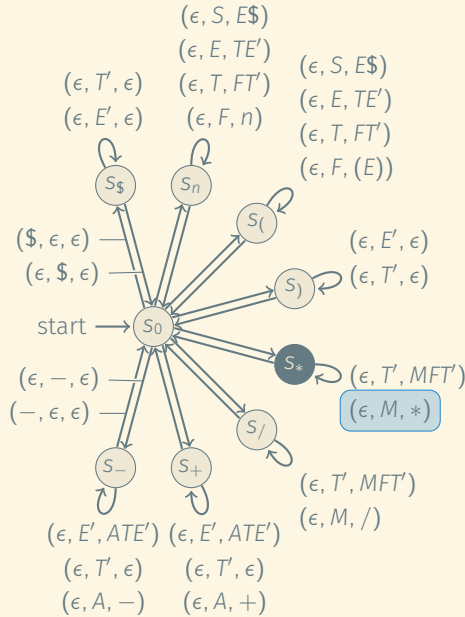 (ϵ, S, E$)
(ϵ, E, TE′)
(ϵ, T, FT′)
(ϵ, F, n)
(ϵ, S, E$)
(ϵ, E, TE′)
(ϵ, T, FT′)
(ϵ, F, (E))
(ϵ, T′, ϵ)
(ϵ, E′, ϵ)
S$
Sn
S(
($, ϵ, ϵ)
(ϵ, $, ϵ)
S)
(ϵ, E′, ϵ)
(ϵ, T′, ϵ)
start
S0
S*
(ϵ, T′, MFT′)
(ϵ, M, *)
(ϵ, −, ϵ)
(−, ϵ, ϵ)
S/
(ϵ, T′, MFT′)
(ϵ, M, /)
S−
S+
(ϵ, E′, ATE′)
(ϵ, T′, ϵ)
(ϵ, A, −)
(ϵ, E′, ATE′)
(ϵ, T′, ϵ)
(ϵ, A, +)